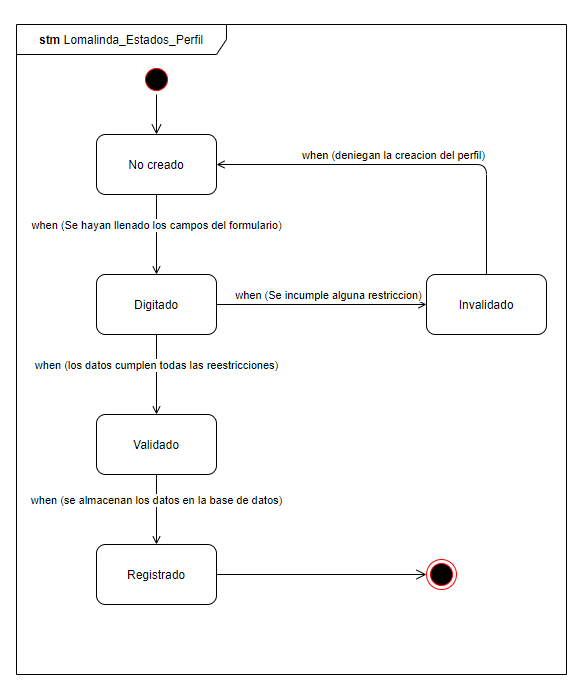 stm Lomalinda_Estados_Perfil
No creado
when (deniegan la creacion del perfil)
when (Se hayan llenado los campos del formulario)
Digitado
when (Se incumple alguna restriccion)
Invalidado
when (los datos cumplen todas las reestricciones)
Validado
when (se almacenan los datos en la base de datos)
Registrado